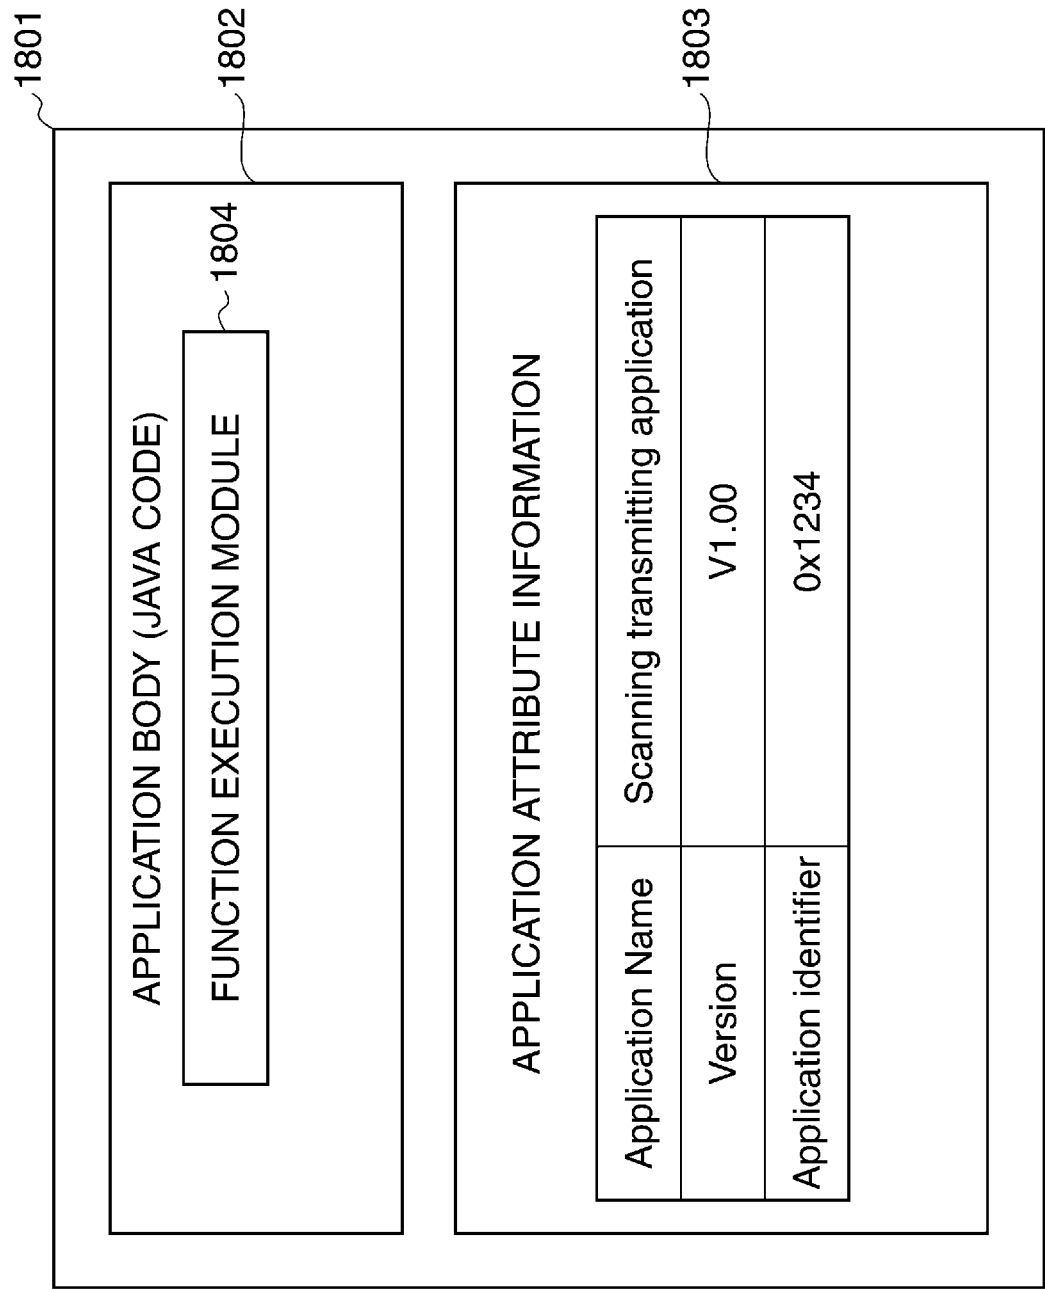 1801
APPLICATION BODY (JAVA CODE)
1802
FUNCTION EXECUTION MODULE
1804
APPLICATION ATTRIBUTE INFORMATION
1803
Application Name Scanning transmitting application
Version V1.00
Application identifier 0x1234